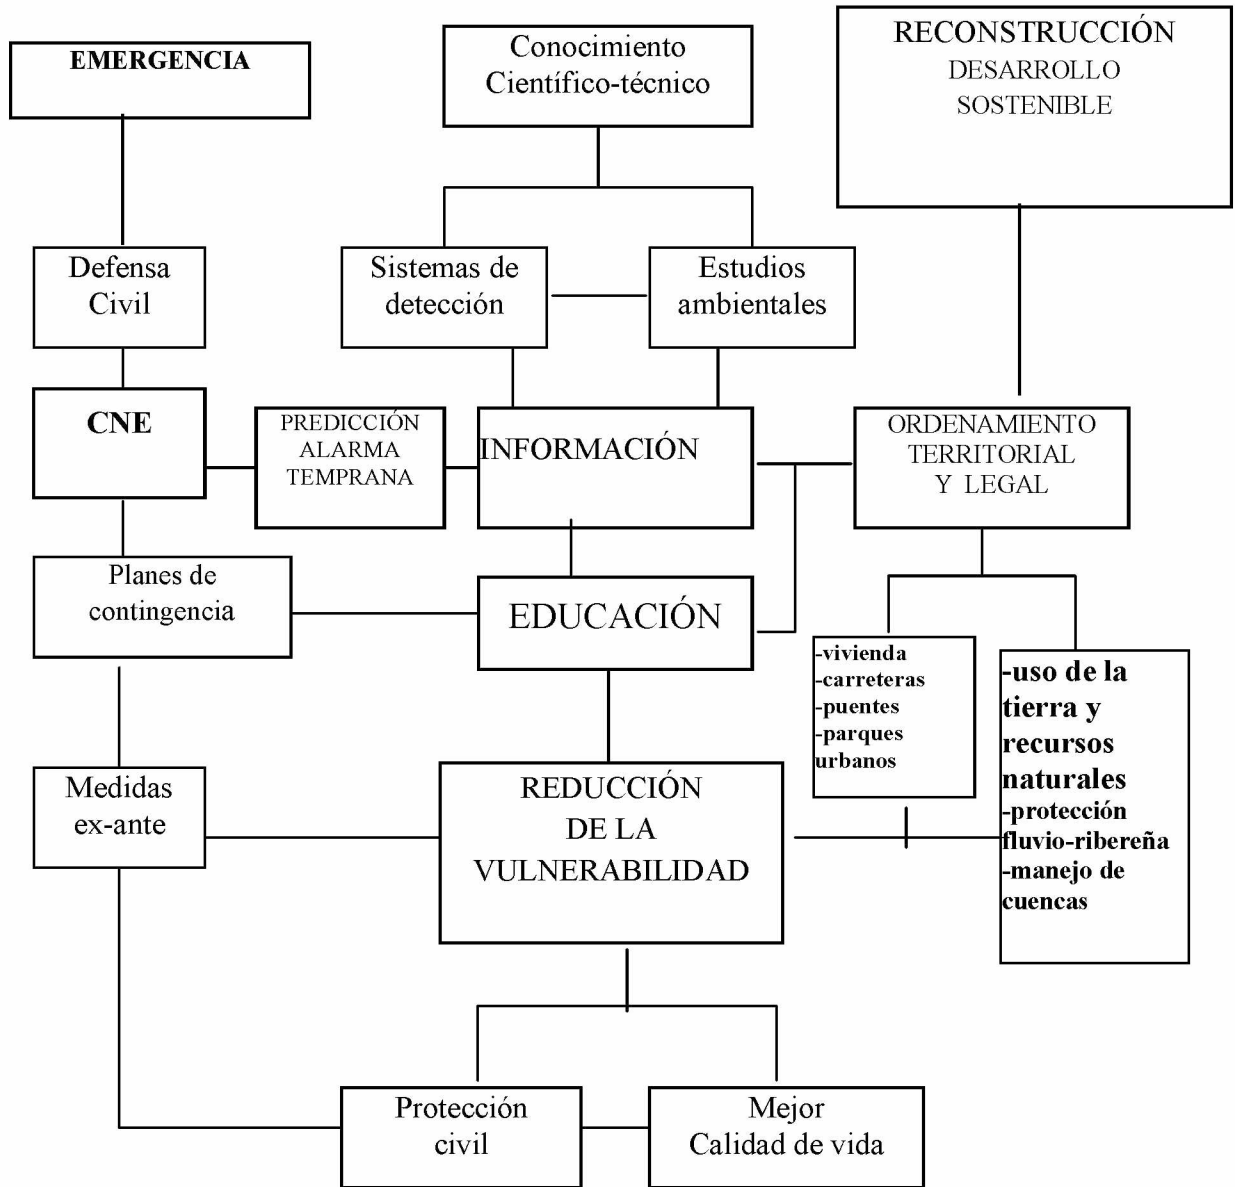 EMERGENCIA
Conocimiento
Científico-técnico
RECONSTRUCCIÓN
DESARROLLO
SOSTENIBLE
Defensa
Civil
Sistemas de
detección
Estudios
ambientales
CNE
PREDICCIÓN
ALARMA
TEMPRANA
INFORMACIÓN
ORDENAMIENTO
TERRITORIAL
Y LEGAL
Planes de
contingencia
EDUCACIÓN
-vivienda
-carreteras
-puentes
-parques
urbanos
-uso de la
tierra y
recursos
naturales
-protección
fluvio-ribereña
-manejo de
cuencas
Medidas
ex-ante
REDUCCIÓN
DE LA
VULNERABILIDAD
Protección
civil
Mejor
Calidad de vida